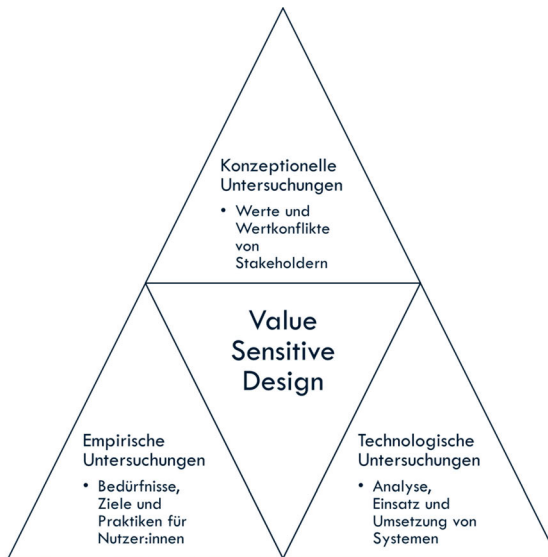 Konzeptionelle
Untersuchungen
• Werte und
Wertkonflikte
von
Stakeholdern
Value
Sensitive
Design
Empirische
Untersuchungen
• Bedürfnisse,
Ziele und
Praktiken für
Nutzer:innen
Technologische
Untersuchungen
• Analyse,
Einsatz und
Umsetzung von
Systemen